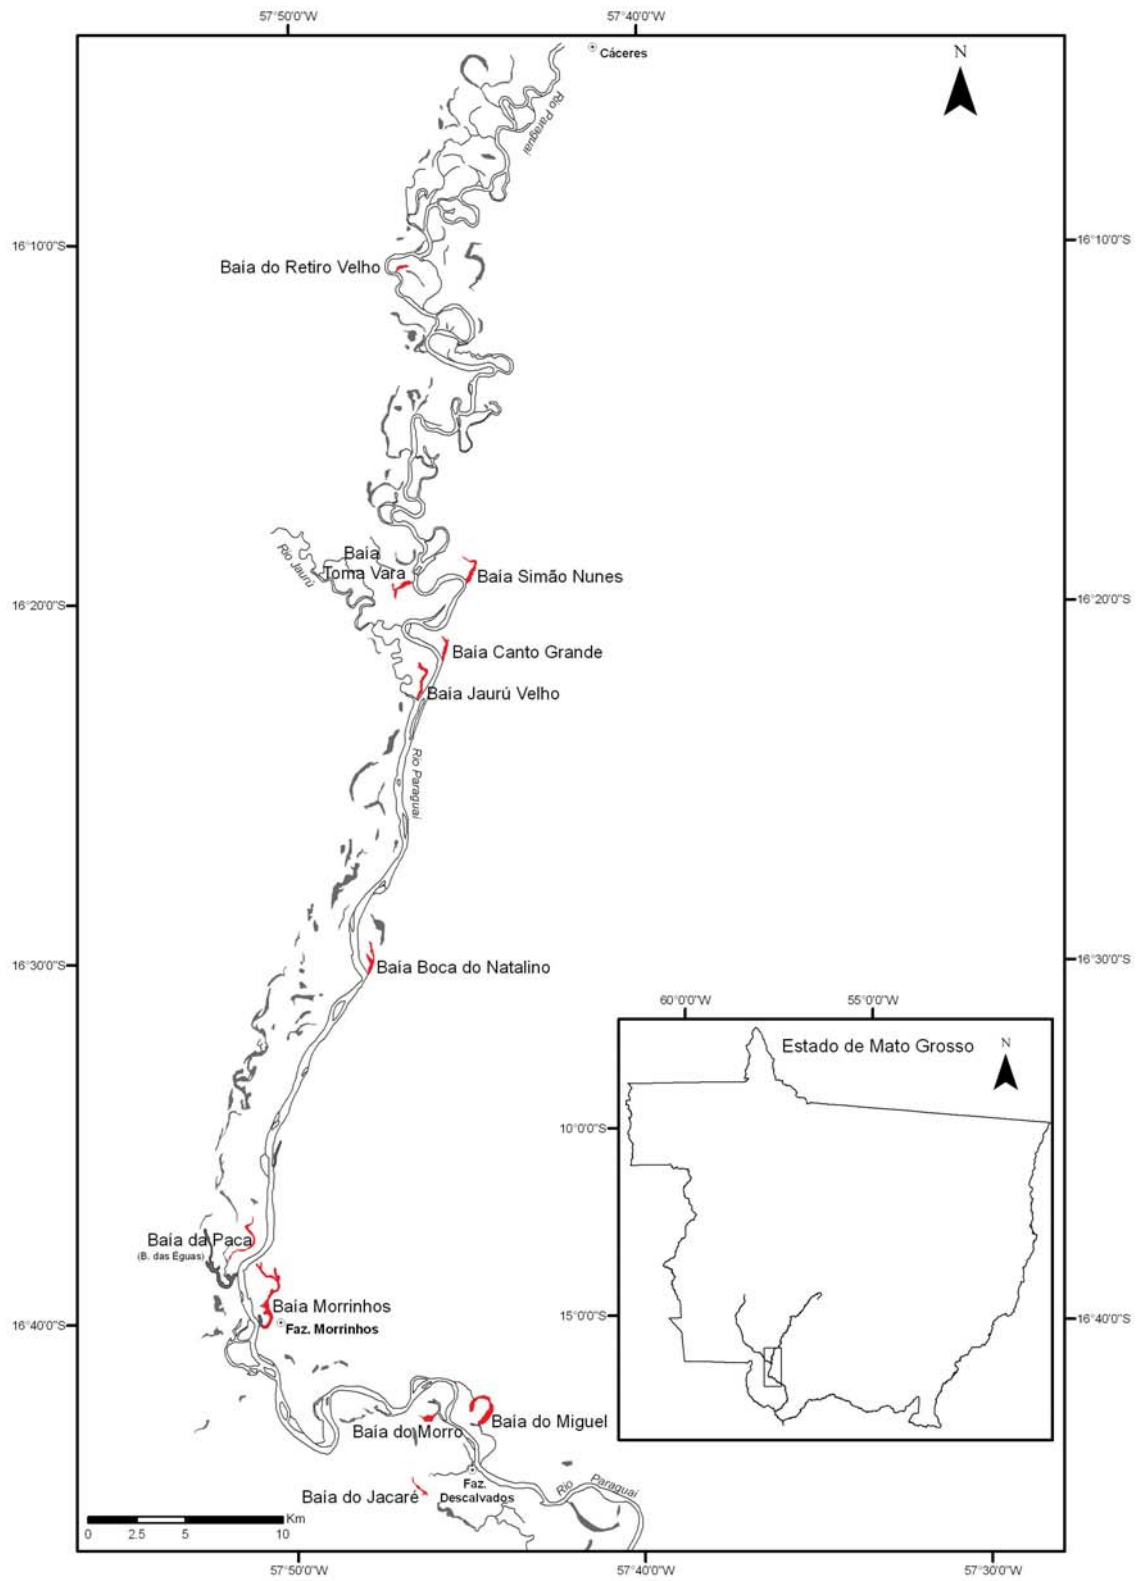 57°50'0"W
57°40'0"W
Cáceres
N
Rio Paraguai
16°10'0"S
16°10'0"S
Baía do Retiro Velho
Rio Jaurú
Baía
Toma Vara
Baía Simão Nunes
16°20'0"S
16°20'0"S
Baía Canto Grande
Baía Jaurú Velho
Rio Paraguai
16°30'0"S
16°30'0"S
Baía Boca do Natalino
60°0'0"W
55°0'0"W
Estado de Mato Grosso
N
10°0'0"S
15°0'0"S
Baía da Paca
(B. das Éguas)
Baía Morrinhos
Faz. Morrinhos
16°40'0"S
16°40'0"S
Baía do Miguel
Baía do Morro
Baía do Jacaré
Faz.
Descalvados
Rio Paraguai
Km
0 2.5 5 10
57°50'0"W
57°40'0"W
57°30'0"W